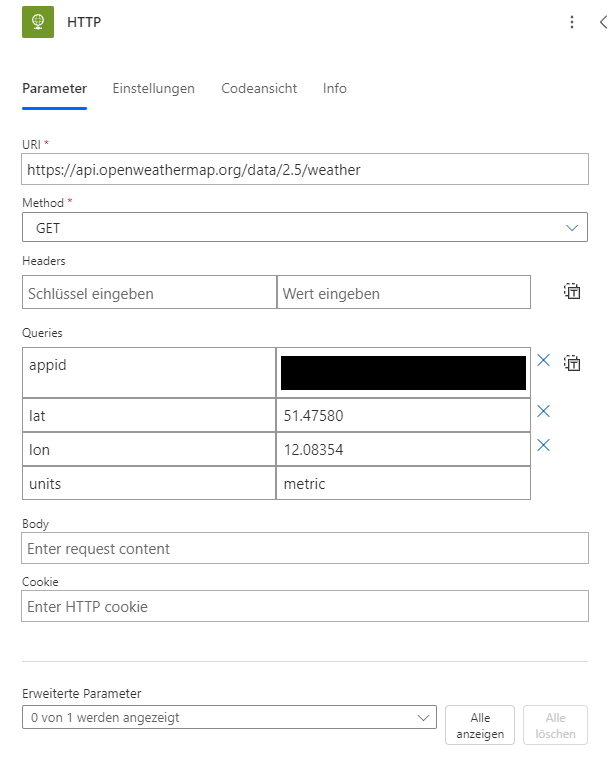 HTTP
Parameter Einstellungen Codeansicht Info
URI *
https://api.openweathermap.org/data/2.5/weather
Method *
GET
Headers
Schlüssel eingeben Wert eingeben
Queries
appid
lat 51.47580
lon 12.08354
units metric
Body
Enter request content
Cookie
Enter HTTP cookie
Erweiterte Parameter
0 von 1 werden angezeigt
Alle anzeigen
Alle löschen